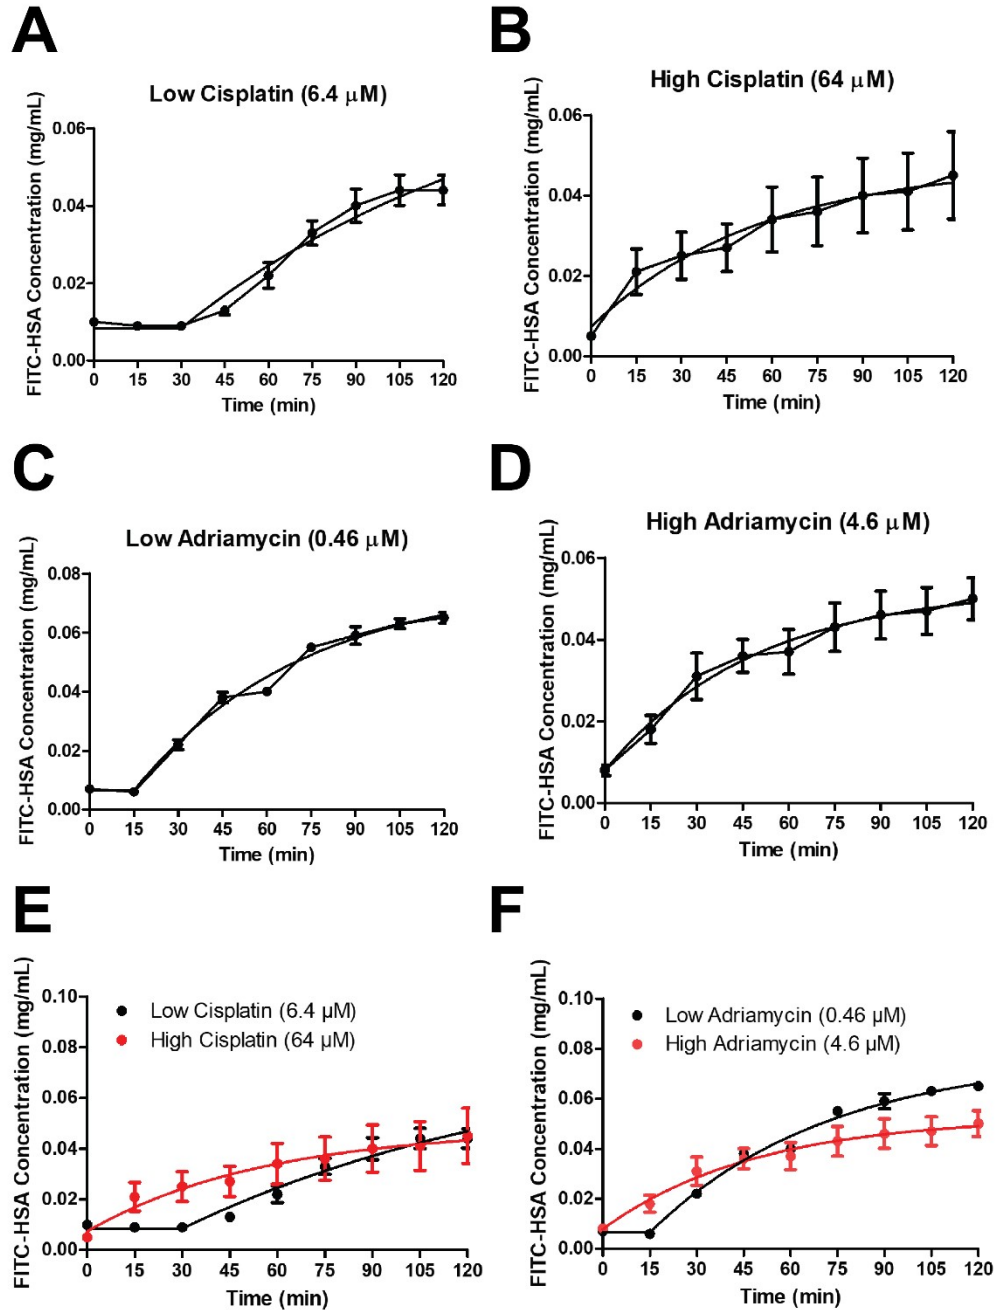 A
Low Cisplatin (6.4 µM)
FITC-HSA Concentration (mg/mL)
0.06
0.04
0.02
0.00
0 15 30 45 60 75 90 105 120
Time (min)
B
High Cisplatin (64 µM)
FITC-HSA Concentration (mg/mL)
0.06
0.04
0.02
0.00
0 15 30 45 60 75 90 105 120
Time (min)
C
Low Adriamycin (0.46 µM)
FITC-HSA Concentration (mg/mL)
0.08
0.06
0.04
0.02
0.00
0 15 30 45 60 75 90 105 120
Time (min)
D
High Adriamycin (4.6 µM)
FITC-HSA Concentration (mg/mL)
0.06
0.04
0.02
0.00
0 15 30 45 60 75 90 105 120
Time (min)
E
FITC-HSA Concentration (mg/mL)
0.10
0.08
0.06
0.04
0.02
0.00
Low Cisplatin (6.4 µM)
High Cisplatin (64 µM)
0 15 30 45 60 75 90 105 120
Time (min)
F
FITC-HSA Concentration (mg/mL)
0.10
0.08
0.06
0.04
0.02
0.00
Low Adriamycin (0.46 µM)
High Adriamycin (4.6 µM)
0 15 30 45 60 75 90 105 120
Time (min)